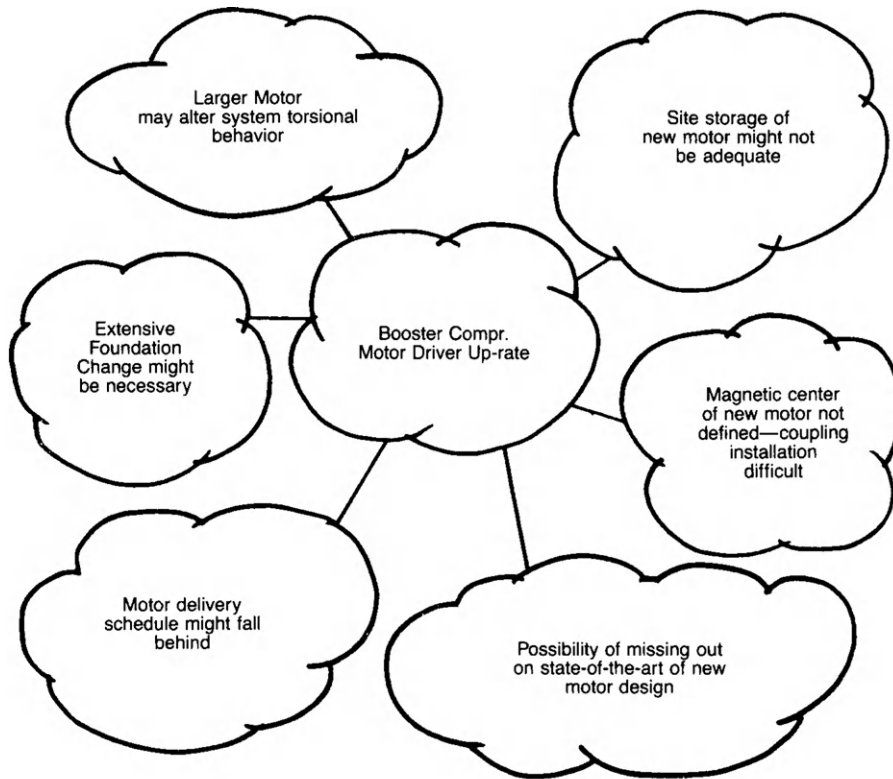 Larger Motor
may alter system torsional
behavior
Site storage of
new motor might not
be adequate
Extensive
Foundation
Change might
be necessary
Booster Compr.
Motor Driver Up-rate
Magnetic center
of new motor not
defined—coupling
installation
difficult
Motor delivery
schedule might fall
behind
Possibility of missing out
on state-of-the-art of new
motor design